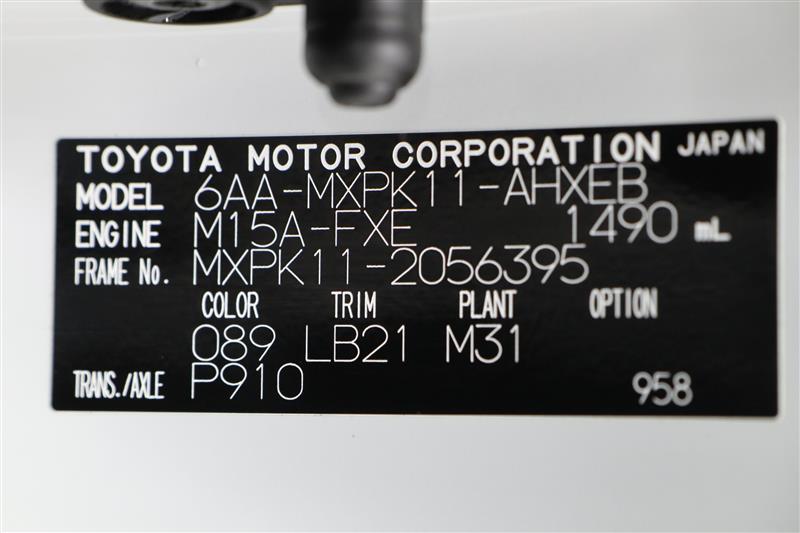 TOYOTA MOTOR CORPORATION JAPAN
MODEL 6AA-MXPK11-AHXEB
ENGINE M15A-FXE 1490 mL
FRAME No. MXPK11-2056395
COLOR TRIM PLANT OPTION
089 LB21 M31
TRANS./AXLE P910 958